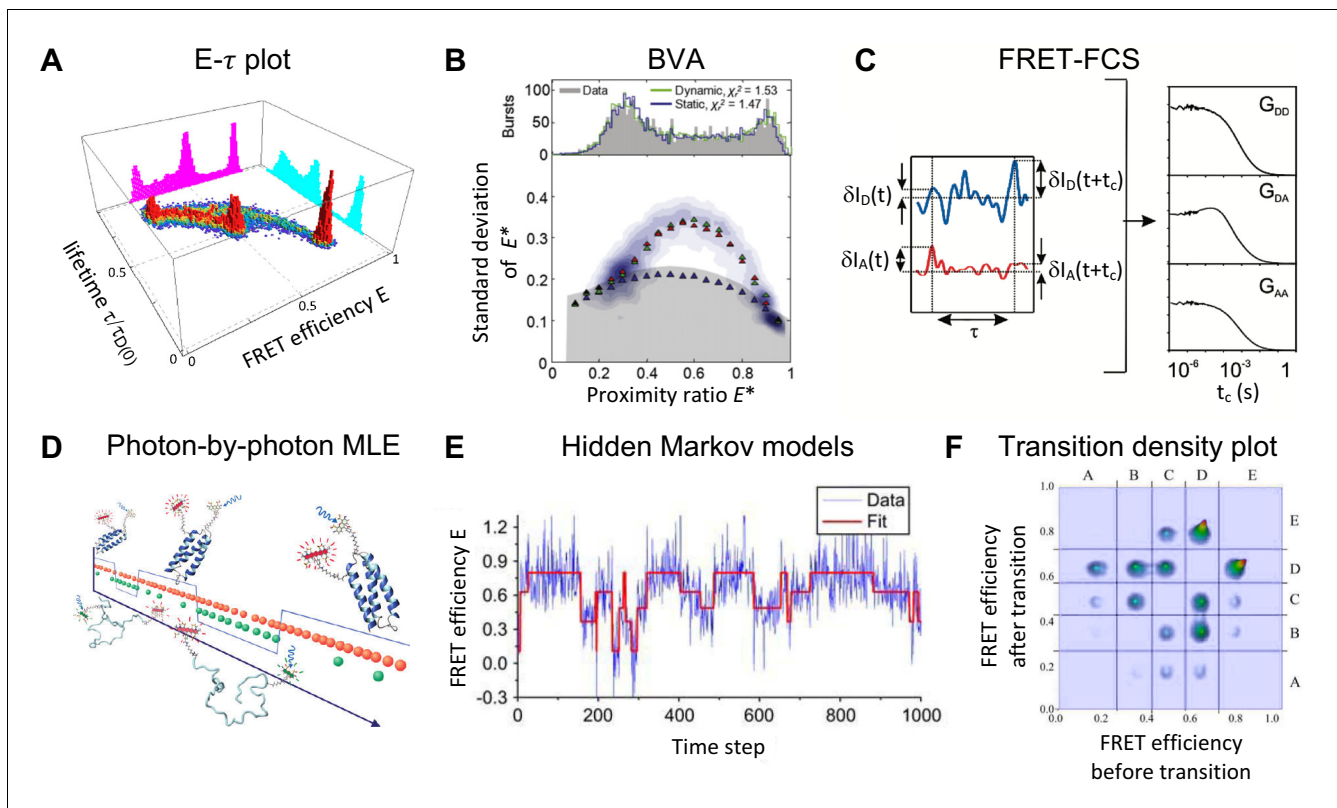 A
E-τ plot
lifetime τ/τD(0)
0.5
0
0
0.5
1
FRET efficiency E
B
BVA
Bursts
100
50
0
Data
Dynamic, χr² = 1.53
Static, χr² = 1.47
Standard deviation
of E*
0.4
0.3
0.2
0.1
0
0 0.2 0.4 0.6 0.8 1
Proximity ratio E*
C
FRET-FCS
δID(t)
δID(t+tc)
δIA(t)
δIA(t+tc)
τ
GDD
GDA
GAA
10⁻⁶ 10⁻³ 1
tc (s)
D
Photon-by-photon MLE
E
Hidden Markov models
FRET efficiency E
1.2
0.9
0.6
0.3
0.0
-0.3
Data
Fit
0 200 400 600 800 1000
Time step
F
Transition density plot
A B C D E
FRET efficiency
after transition
1.0
0.8
0.6
0.4
0.2
E
D
C
B
A
0.0 0.2 0.4 0.6 0.8 1.0
FRET efficiency
before transition